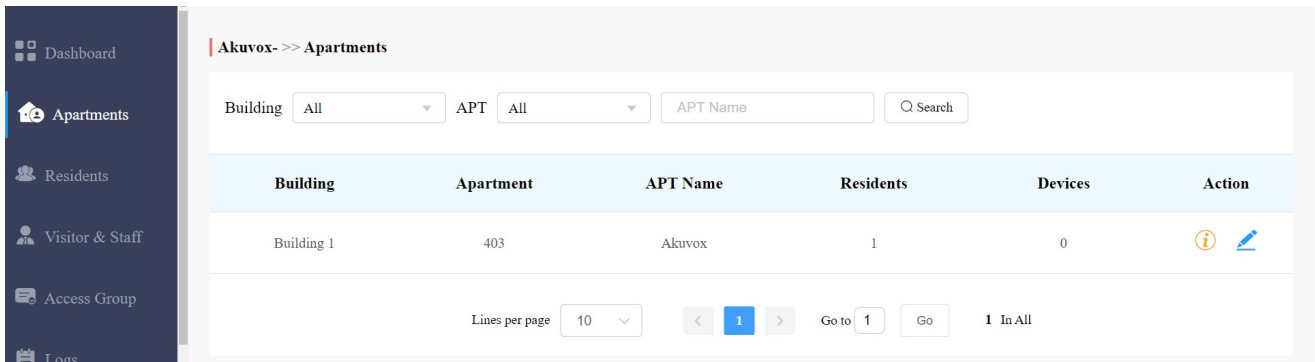 Dashboard
Apartments
Residents
Visitor & Staff
Access Group
Logs
Akuvox- >> Apartments
Building All APT All APT Name Search
Building Apartment APT Name Residents Devices Action
Building 1 403 Akuvox 1 0
Lines per page 10 < 1 > Go to 1 Go 1 In All